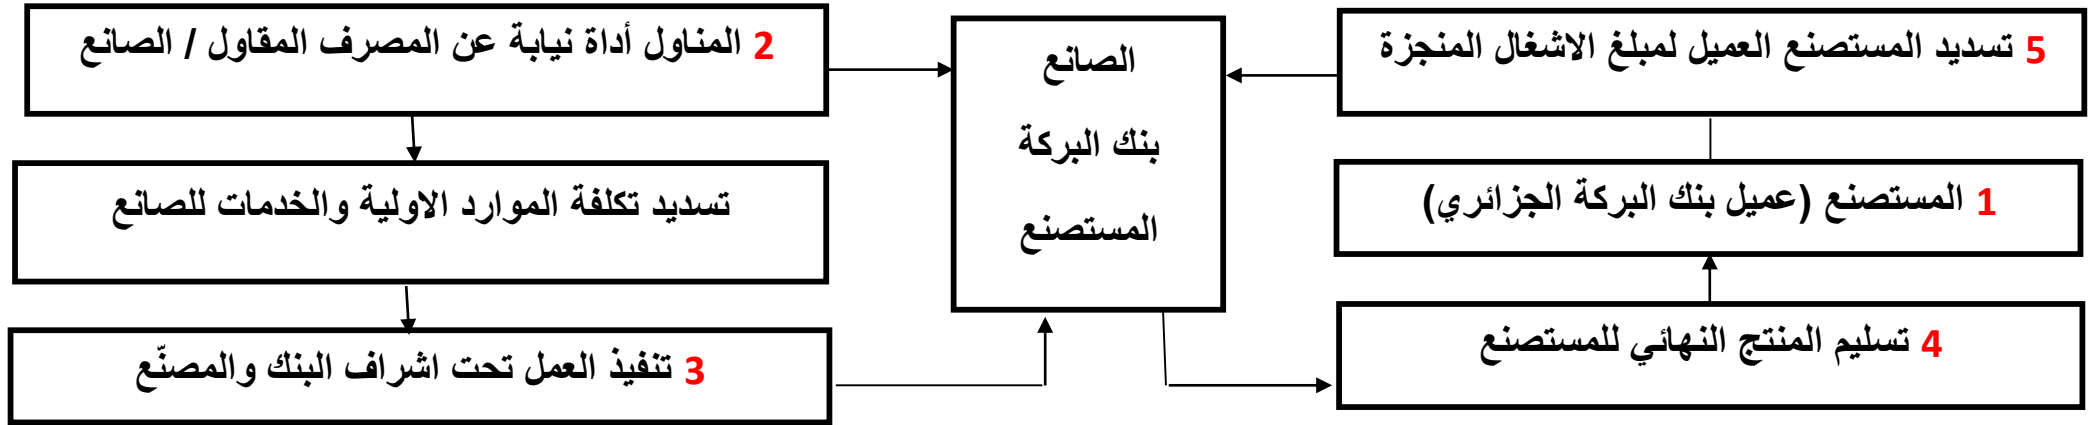 5 تسديد المستصنع العميل لمبلغ الاشغال المنجزة
1 المستصنع (عميل بنك البركة الجزائري)
4 تسليم المنتج النهائي للمستصنع
الصانع
بنك البركة
المستصنع
2 المناول أداة نيابة عن المصرف المقاول / الصانع
تسديد تكلفة الموارد الاولية والخدمات للصانع
3 تنفيذ العمل تحت اشراف البنك والمصنّع